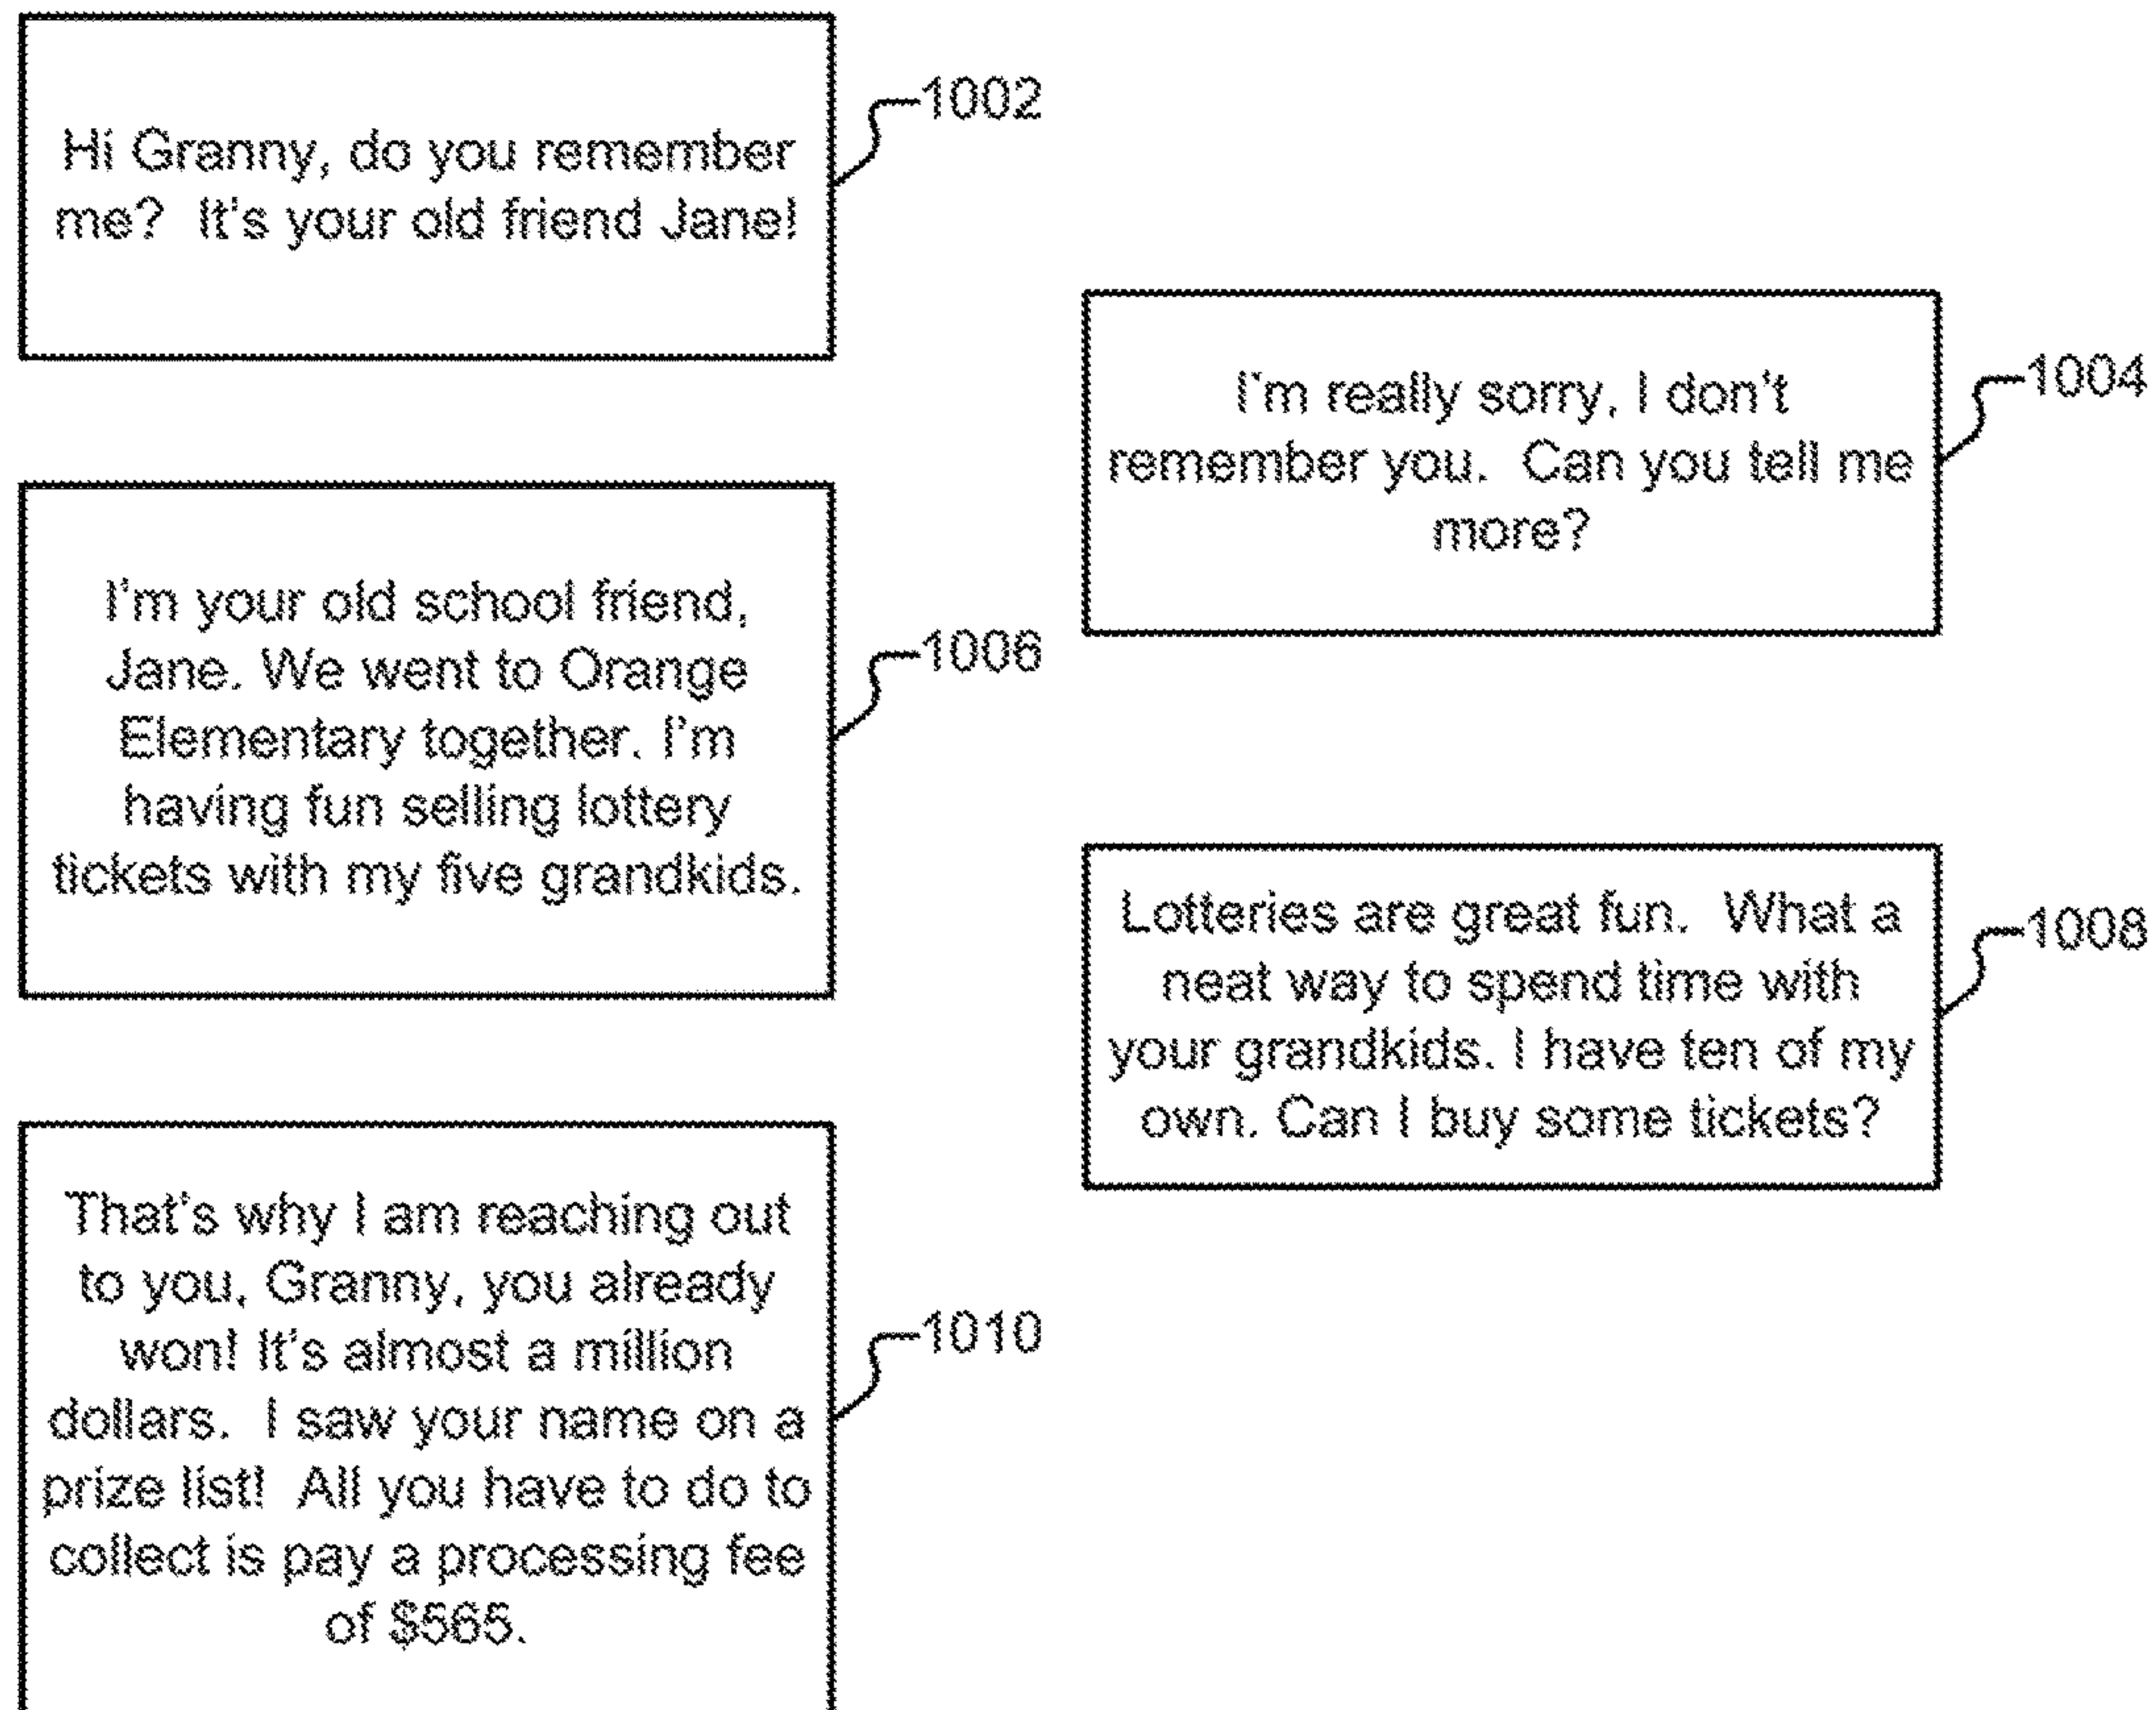 Hi Granny, do you remember
me?  It's your old friend Jane!
1002
I'm really sorry, I don't
remember you.  Can you tell me
more?
1004
I'm your old school friend,
Jane. We went to Orange
Elementary together. I'm
having fun selling lottery
tickets with my five grandkids.
1006
Lotteries are great fun.  What a
neat way to spend time with
your grandkids. I have ten of my
own. Can I buy some tickets?
1008
That's why I am reaching out
to you, Granny, you already
won! It's almost a million
dollars.  I saw your name on a
prize list!  All you have to do to
collect is pay a processing fee
of $565.
1010